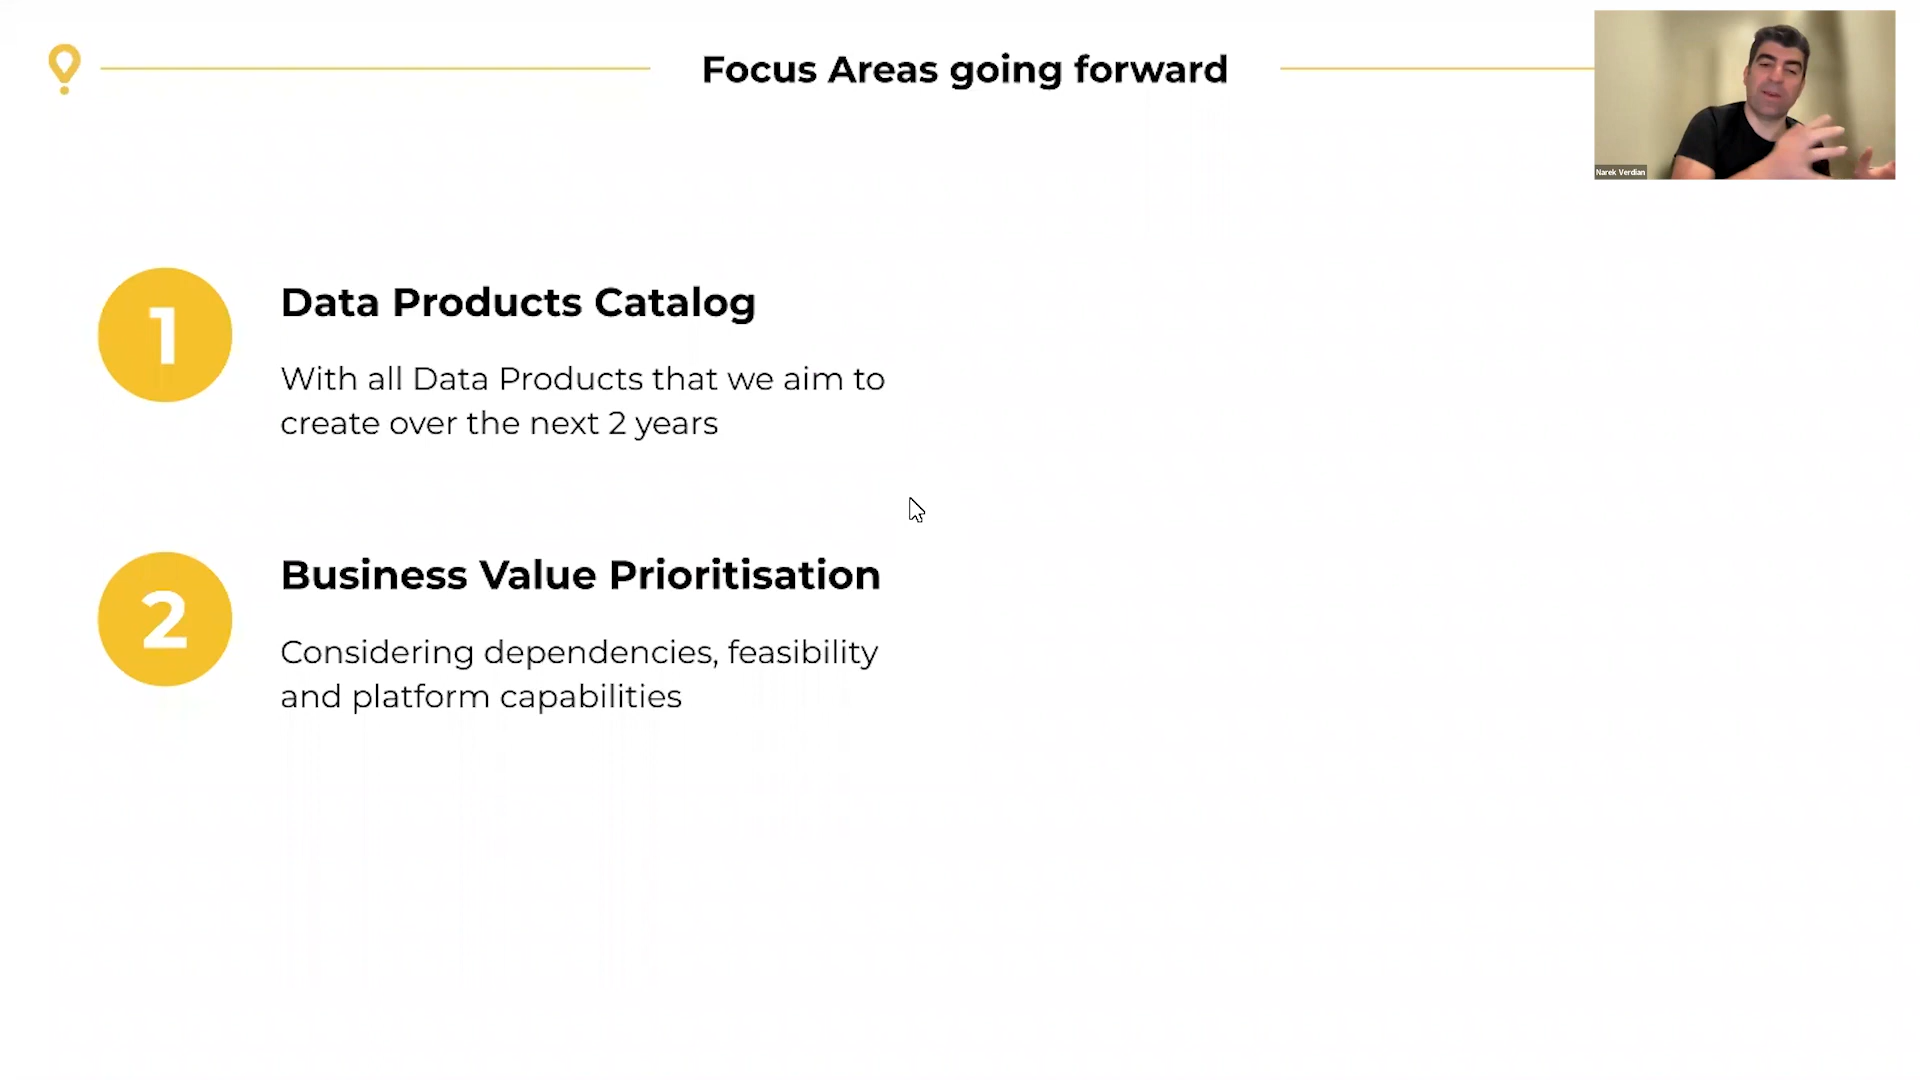 Focus Areas going forward
Narek Verdian
1
Data Products Catalog
With all Data Products that we aim to
create over the next 2 years
2
Business Value Prioritisation
Considering dependencies, feasibility
and platform capabilities